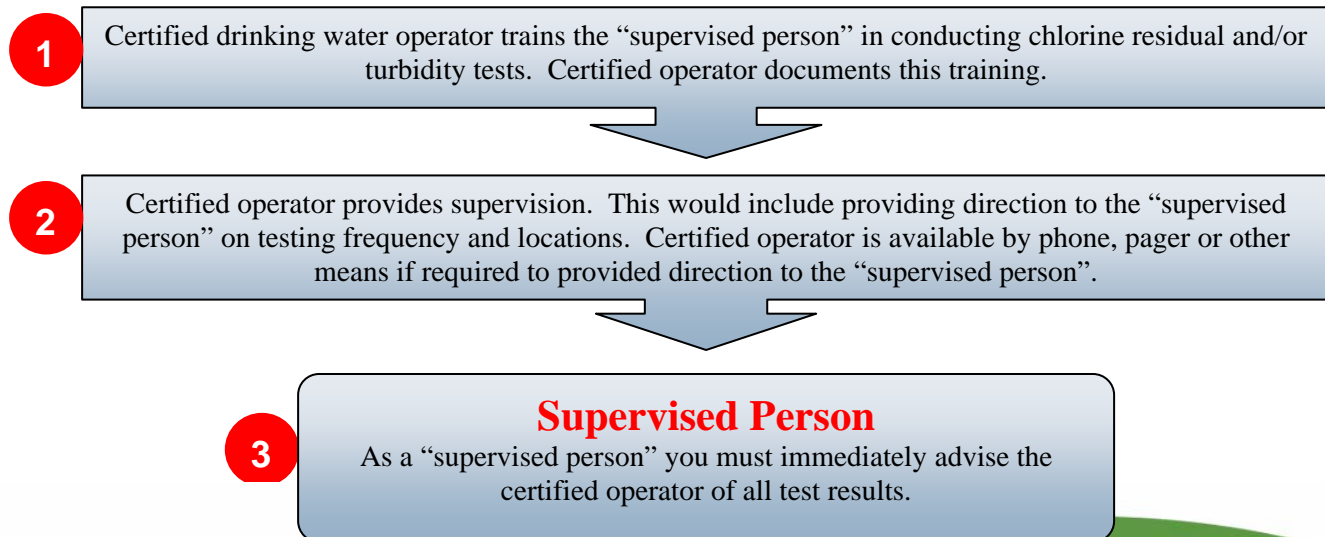 1
Certified drinking water operator trains the “supervised person” in conducting chlorine residual and/or
turbidity tests.  Certified operator documents this training.
2
Certified operator provides supervision.  This would include providing direction to the “supervised
person” on testing frequency and locations.  Certified operator is available by phone, pager or other
means if required to provided direction to the “supervised person”.
Supervised Person
3
As a “supervised person” you must immediately advise the
certified operator of all test results.